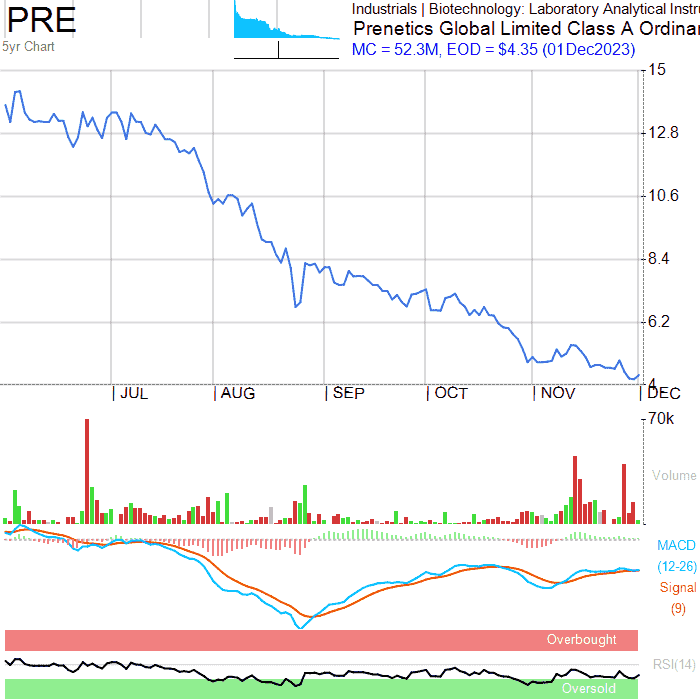 PRE
5yr Chart
Industrials | Biotechnology: Laboratory Analytical Instru
Prenetics Global Limited Class A Ordinar
MC = 52.3M, EOD = $4.35 (01Dec2023)
15
12.8
10.6
8.4
6.2
4
JUL AUG SEP OCT NOV DEC
70k
Volume
MACD
(12-26)
Signal
(9)
Overbought
RSI(14)
Oversold